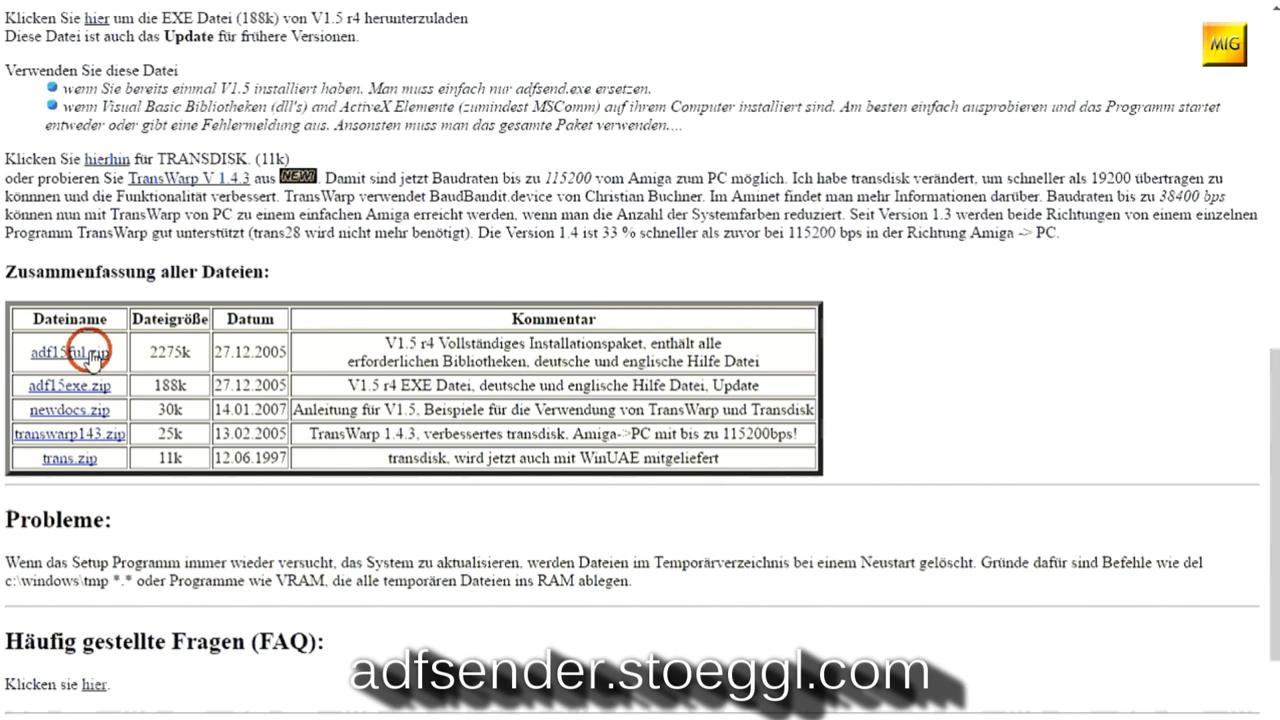 Klicken Sie hier um die EXE Datei (188k) von V1.5 r4 herunterzuladen
Diese Datei ist auch das Update für frühere Versionen.
MIG
Verwenden Sie diese Datei
wenn Sie bereits einmal V1.5 installiert haben. Man muss einfach nur adfsend.exe ersetzen.
wenn Visual Basic Bibliotheken (dll's) and ActiveX Elemente (zumindest MSComm) auf ihrem Computer installiert sind. Am besten einfach ausprobieren und das Programm startet
entweder oder gibt eine Fehlermeldung aus. Ansonsten muss man das gesamte Paket verwenden....
Klicken Sie hierhin für TRANSDISK. (11k)
oder probieren Sie TransWarp V 1.4.3 aus NEW!. Damit sind jetzt Baudraten bis zu 115200 vom Amiga zum PC möglich. Ich habe transdisk verändert, um schneller als 19200 übertragen zu
könnnen und die Funktionalität verbessert. TransWarp verwendet BaudBandit.device von Christian Buchner. Im Aminet findet man mehr Informationen darüber. Baudraten bis zu 38400 bps
können nun mit TransWarp von PC zu einem einfachen Amiga erreicht werden, wenn man die Anzahl der Systemfarben reduziert. Seit Version 1.3 werden beide Richtungen von einem einzelnen
Programm TransWarp gut unterstützt (trans28 wird nicht mehr benötigt). Die Version 1.4 ist 33 % schneller als zuvor bei 115200 bps in der Richtung Amiga -> PC.
Zusammenfassung aller Dateien:
Dateiname Dateigröße Datum Kommentar
adf15ful.zip 2275k 27.12.2005 V1.5 r4 Vollständiges Installationspaket, enthält alle
erforderlichen Bibliotheken, deutsche und englische Hilfe Datei
adf15exe.zip 188k 27.12.2005 V1.5 r4 EXE Datei, deutsche und englische Hilfe Datei, Update
newdocs.zip 30k 14.01.2007 Anleitung für V1.5, Beispiele für die Verwendung von TransWarp und Transdisk
transwarp143.zip 25k 13.02.2005 TransWarp 1.4.3, verbessertes transdisk, Amiga->PC mit bis zu 115200bps!
trans.zip 11k 12.06.1997 transdisk, wird jetzt auch mit WinUAE mitgeliefert
Probleme:
Wenn das Setup Programm immer wieder versucht, das System zu aktualisieren, werden Dateien im Temporärverzeichnis bei einem Neustart gelöscht. Gründe dafür sind Befehle wie del
c:\windows\tmp *.* oder Programme wie VRAM, die alle temporären Dateien ins RAM ablegen.
Häufig gestellte Fragen (FAQ):
Klicken sie hier.
adfsender.stoeggl.com